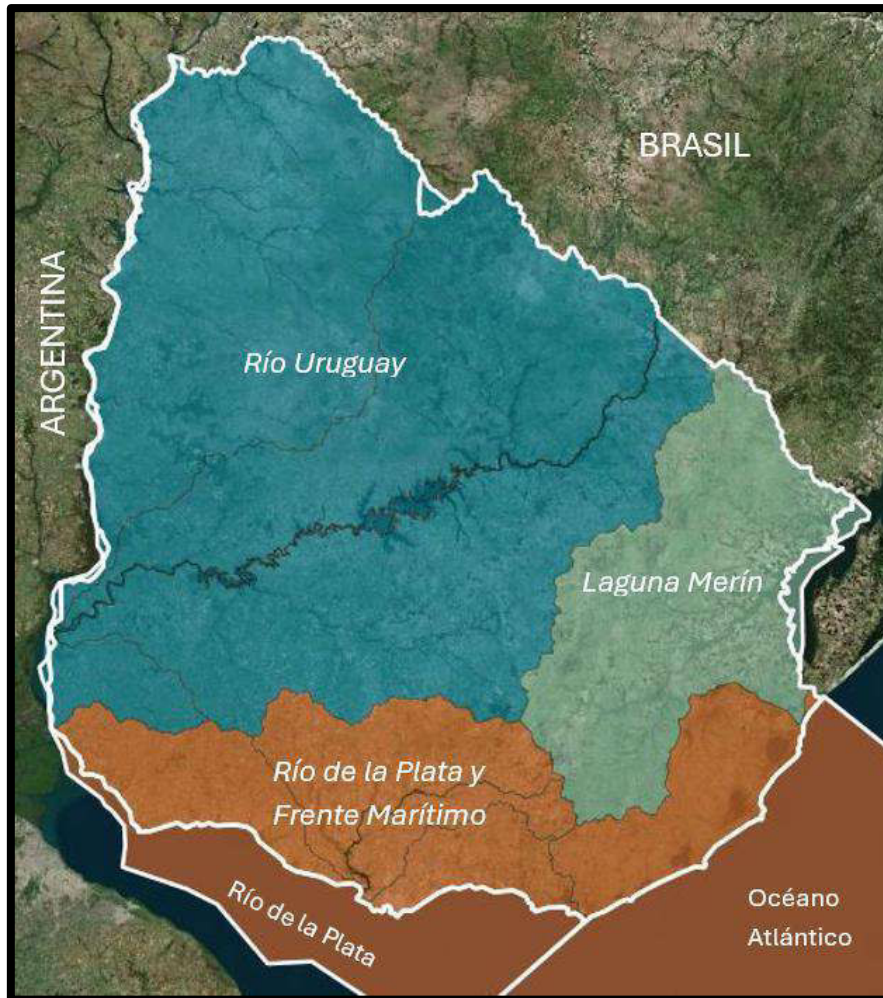 BRASIL
ARGENTINA
Río Uruguay
Laguna Merín
Río de la Plata y
Frente Marítimo
Río de la Plata
Océano
Atlántico